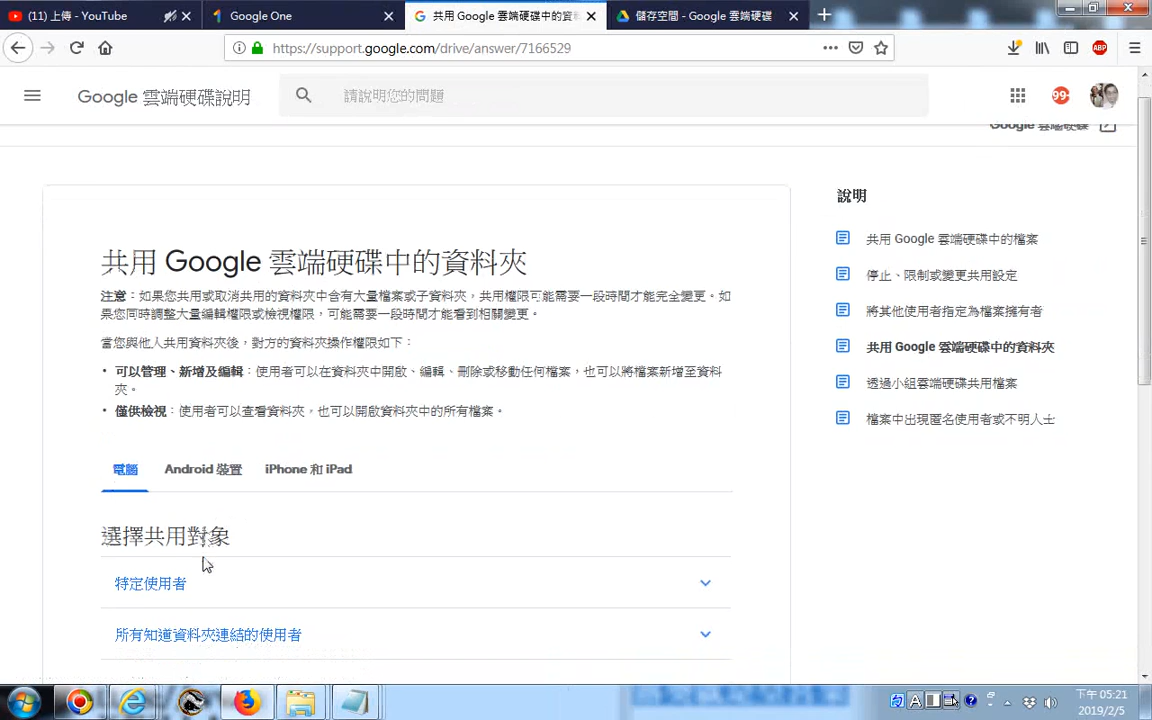 (11) 上傳 - YouTube
Google One
共用 Google 雲端硬碟中的資
儲存空間 - Google 雲端硬碟
https://support.google.com/drive/answer/7166529
ABP
Google 雲端硬碟說明
請說明您的問題
99+
Google 雲端硬碟
共用 Google 雲端硬碟中的資料夾
注意：如果您共用或取消共用的資料夾中含有大量檔案或子資料夾，共用權限可能需要一段時間才能完全變更。如
果您同時調整大量編輯權限或檢視權限，可能需要一段時間才能看到相關變更。
當您與他人共用資料夾後，對方的資料夾操作權限如下：
• 可以管理、新增及編輯：使用者可以在資料夾中開啟、編輯、刪除或移動任何檔案，也可以將檔案新增至資料
夾。
• 僅供檢視：使用者可以查看資料夾，也可以開啟資料夾中的所有檔案。
電腦
Android 裝置
iPhone 和 iPad
選擇共用對象
特定使用者
所有知道資料夾連結的使用者
說明
共用 Google 雲端硬碟中的檔案
停止、限制或變更共用設定
將其他使用者指定為檔案擁有者
共用 Google 雲端硬碟中的資料夾
透過小組雲端硬碟共用檔案
檔案中出現匿名使用者或不明人士
下午 05:21
2019/2/5